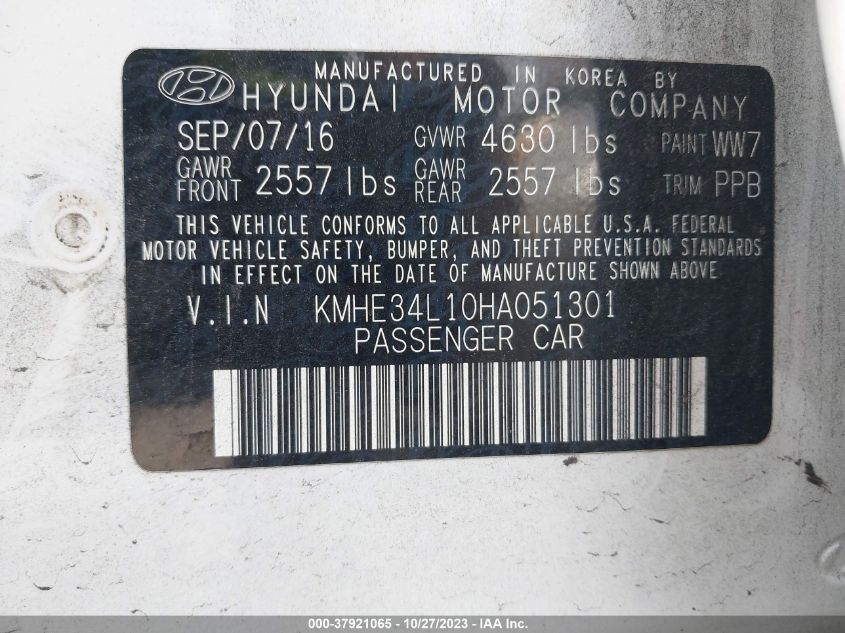 MANUFACTURED IN KOREA BY
HYUNDAI MOTOR COMPANY
SEP/07/16 GVWR 4630 lbs PAINT WW7
GAWR FRONT 2557 lbs GAWR REAR 2557 lbs TRIM PPB
THIS VEHICLE CONFORMS TO ALL APPLICABLE U.S.A. FEDERAL
MOTOR VEHICLE SAFETY, BUMPER, AND THEFT PREVENTION STANDARDS
IN EFFECT ON THE DATE OF MANUFACTURE SHOWN ABOVE
V.I.N KMHE34L10HA051301
PASSENGER CAR
000-37921065 - 10/27/2023 - IAA Inc.